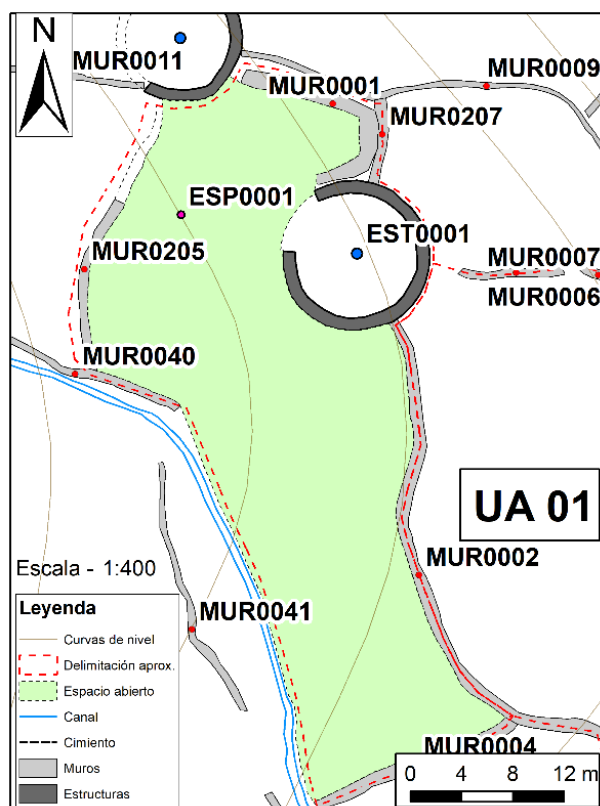 N
MUR0011
MUR0001
MUR0009
MUR0207
ESP0001
EST0001
MUR0205
MUR0007
MUR0006
MUR0040
UA 01
MUR0002
Escala - 1:400
MUR0041
Leyenda
Curvas de nivel
Delimitación aprox.
Espacio abierto
Canal
Cimiento
Muros
Estructuras
MUR0004
0 4 8 12 m